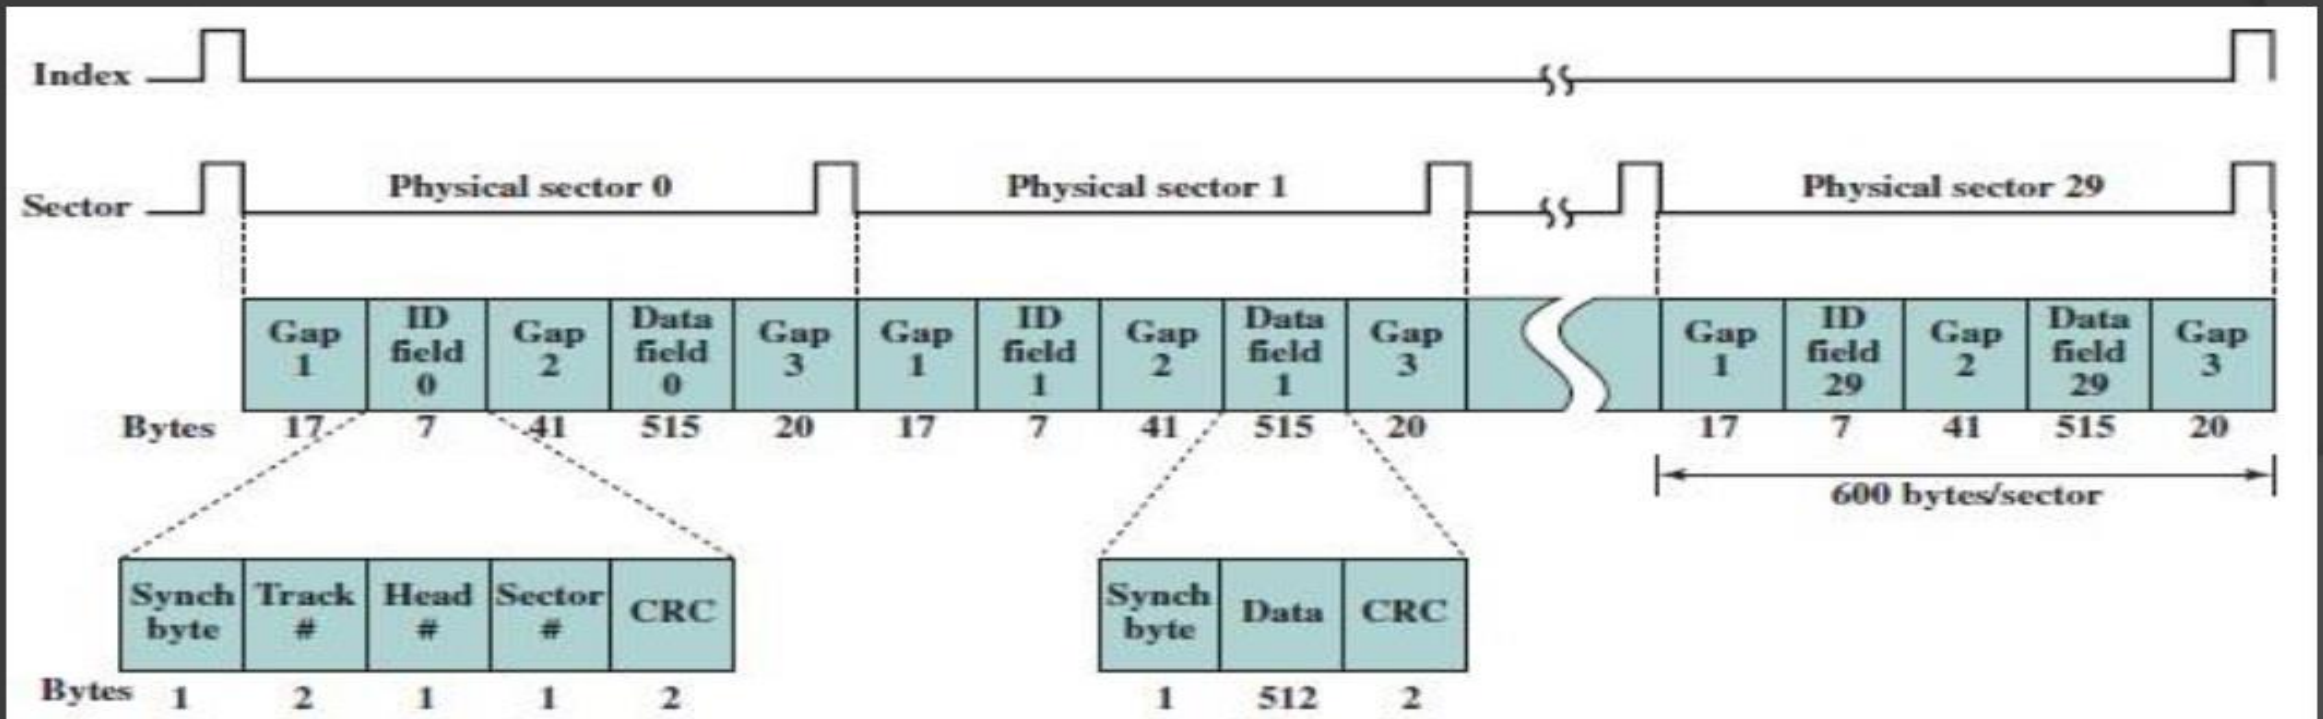 Index
Sector
Physical sector 0
Physical sector 1
Physical sector 29
Gap
1
ID
field
0
Gap
2
Data
field
0
Gap
3
Gap
1
ID
field
1
Gap
2
Data
field
1
Gap
3
Gap
1
ID
field
29
Gap
2
Data
field
29
Gap
3
Bytes 17 7 41 515 20 17 7 41 515 20 17 7 41 515 20
600 bytes/sector
Synch
byte
Track
#
Head
#
Sector
#
CRC
Synch
byte
Data
CRC
Bytes 1 2 1 1 2 1 512 2